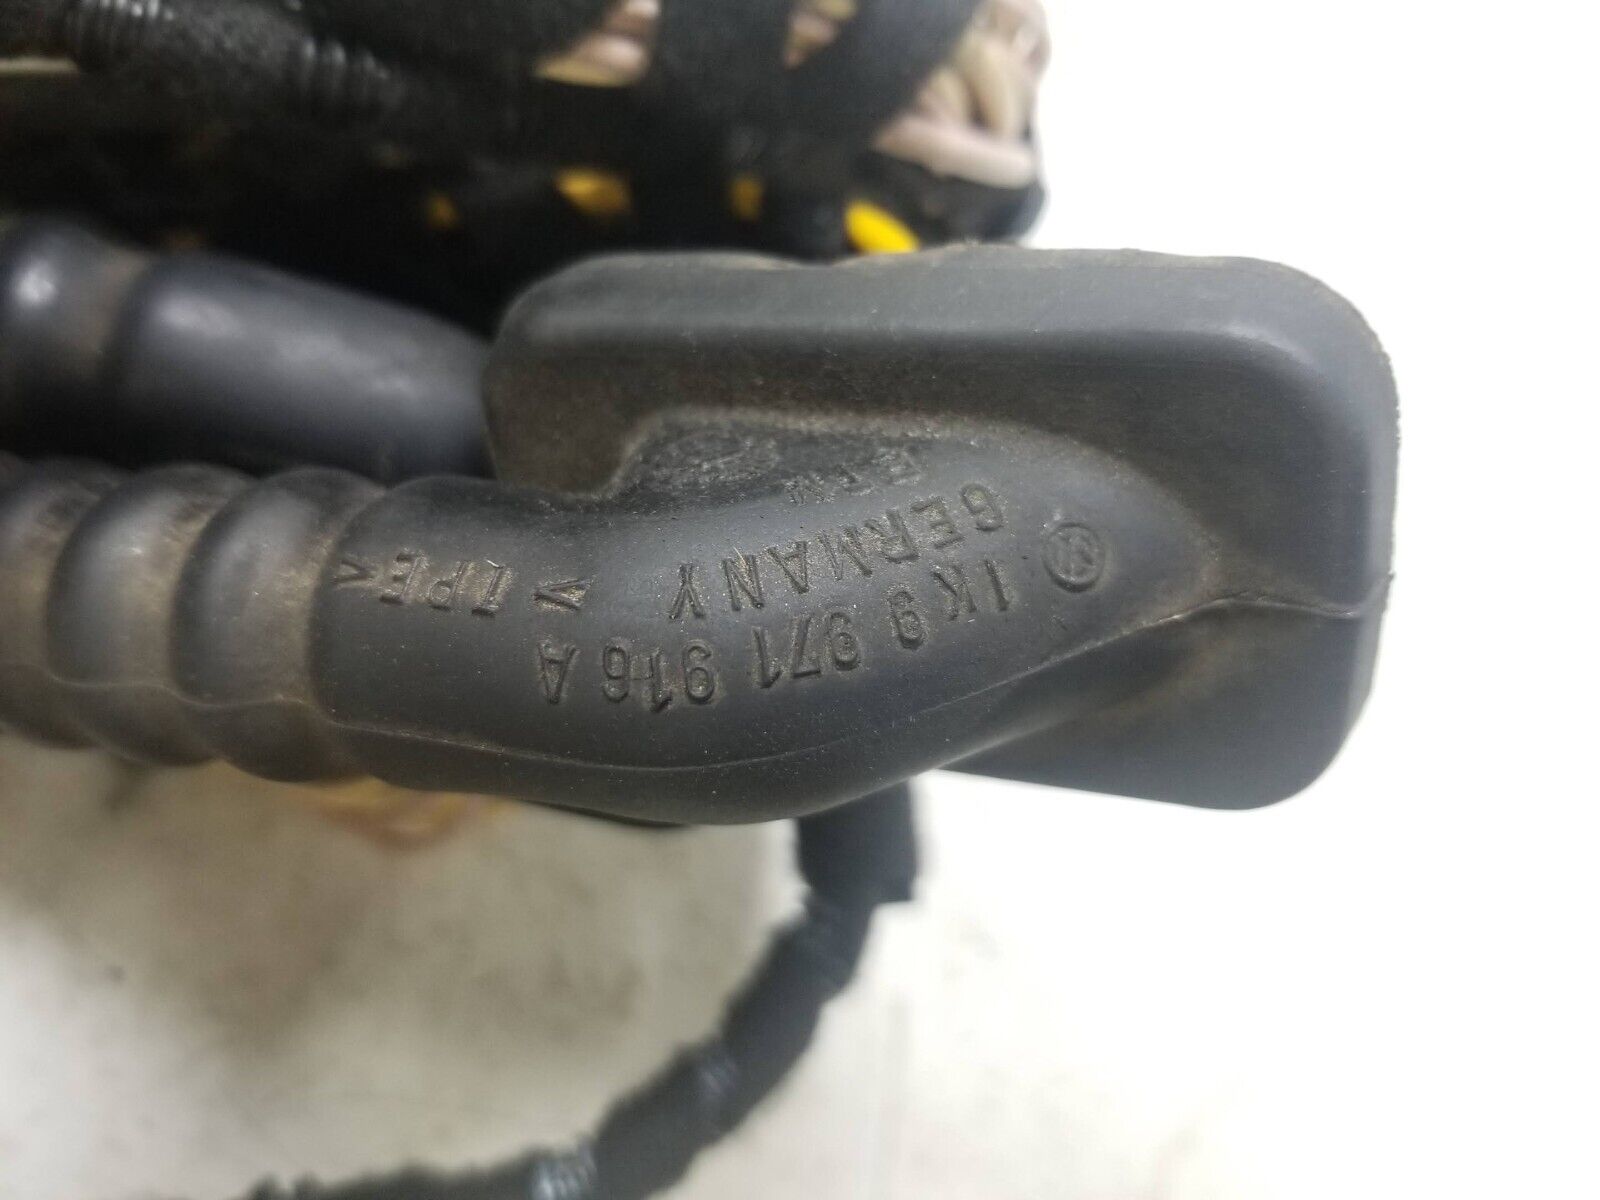 1K9 971 916 A
GERMANY >TPE<